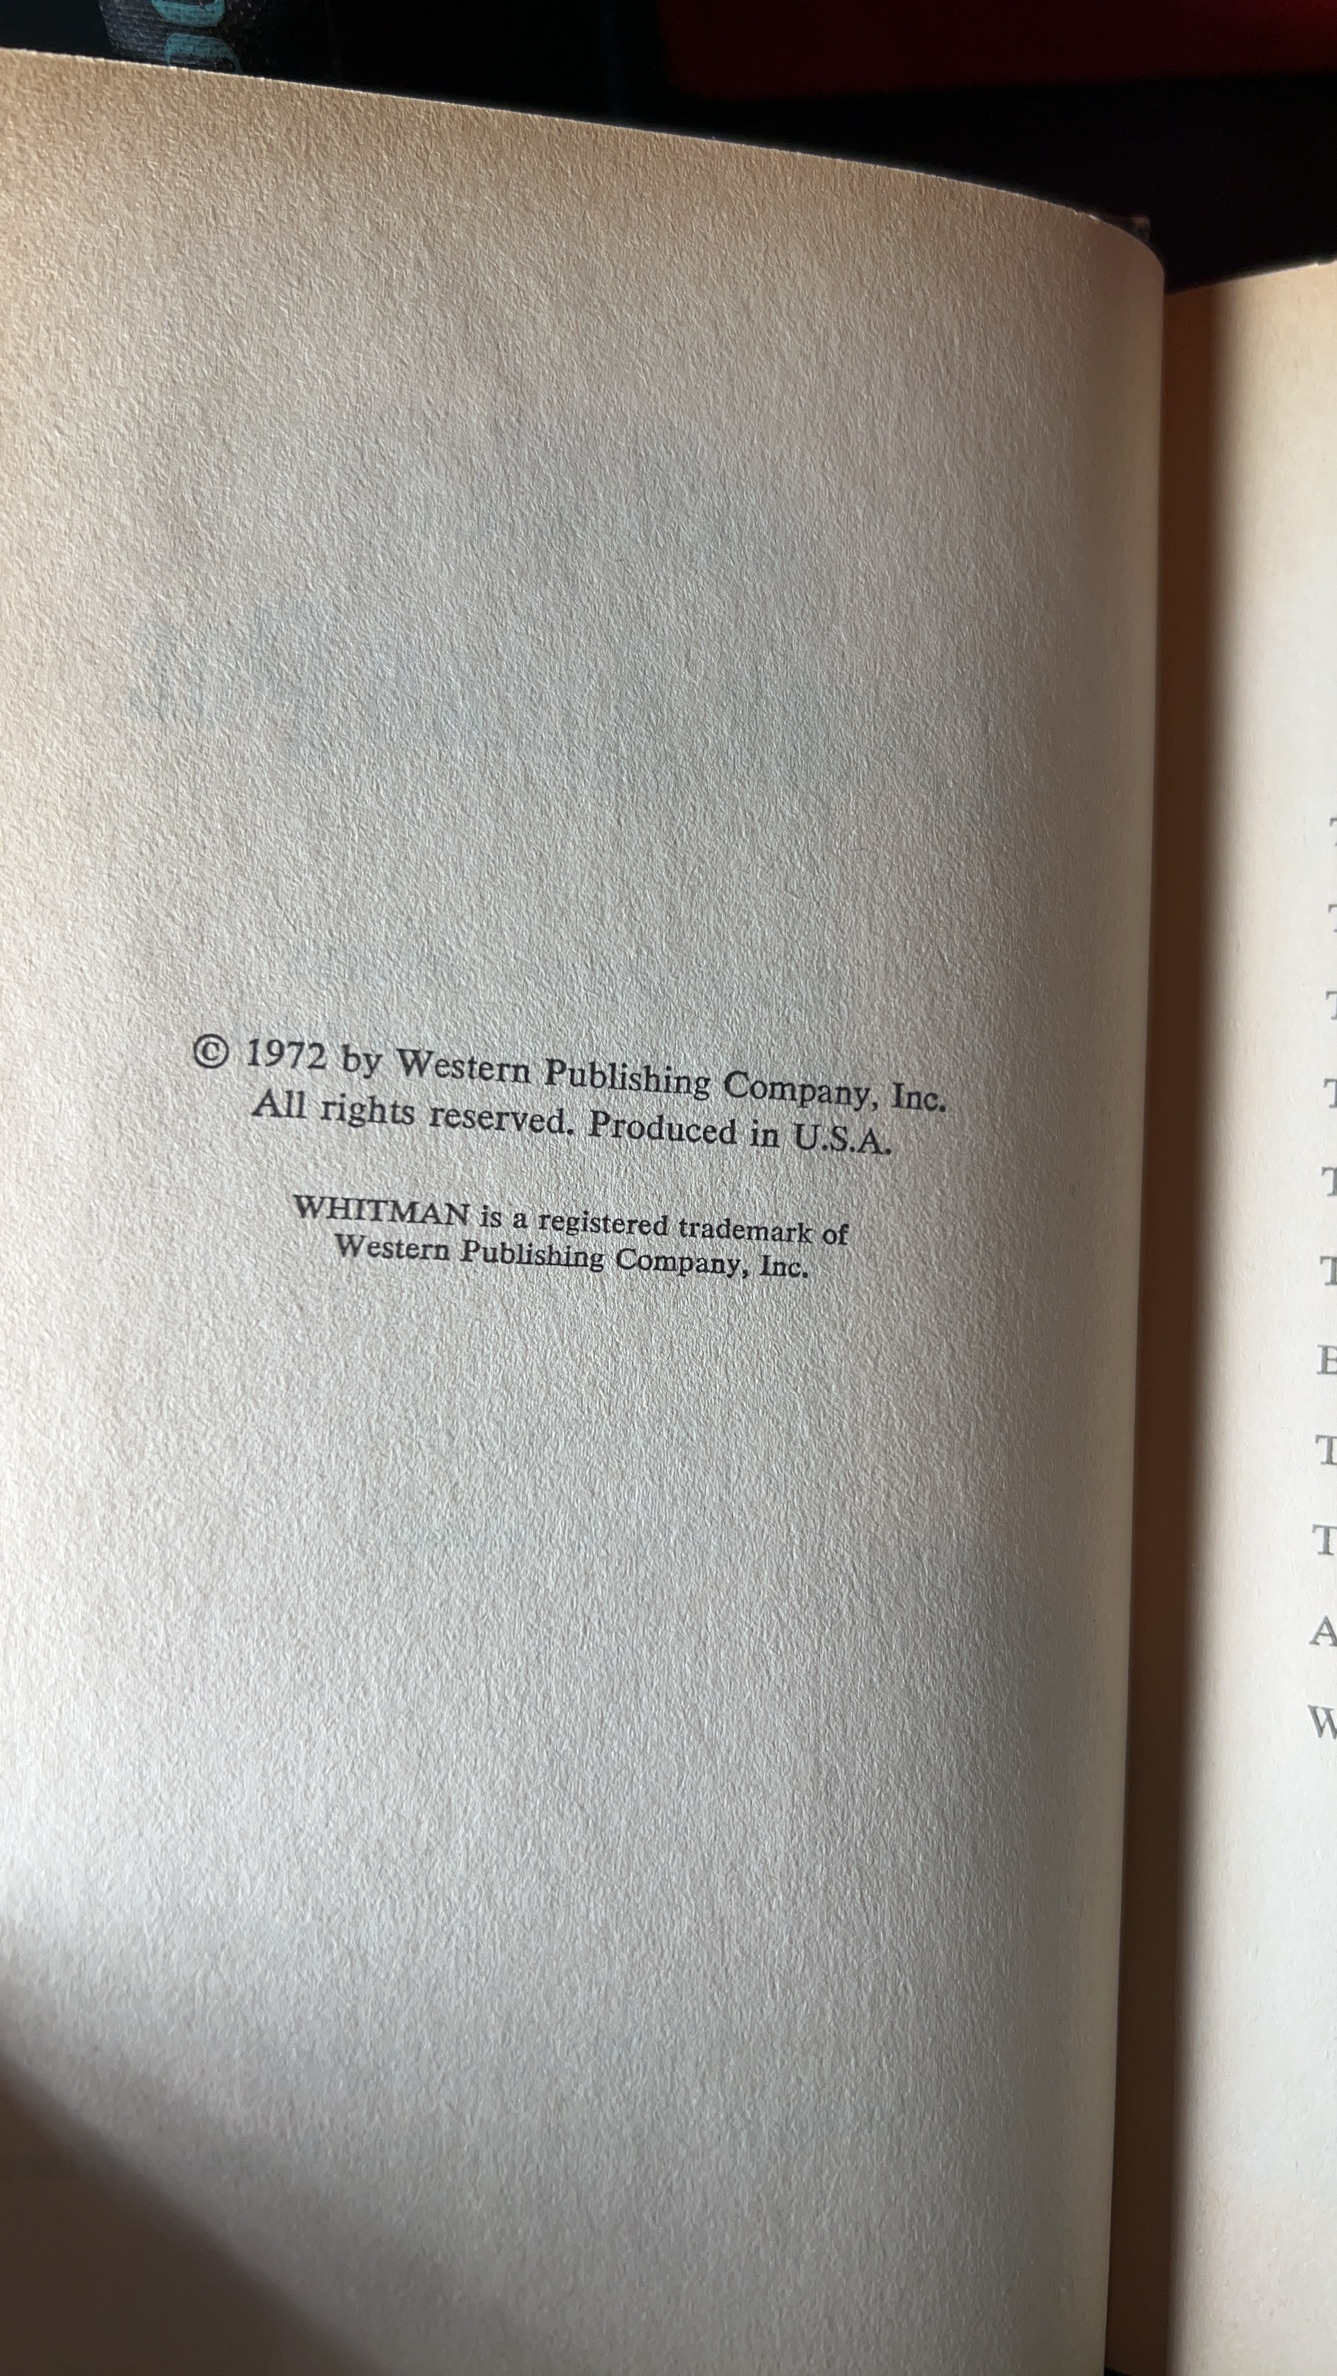 © 1972 by Western Publishing Company, Inc.
All rights reserved. Produced in U.S.A.
WHITMAN is a registered trademark of
Western Publishing Company, Inc.
T
T
T
T
T
T
B
T
T
A
W